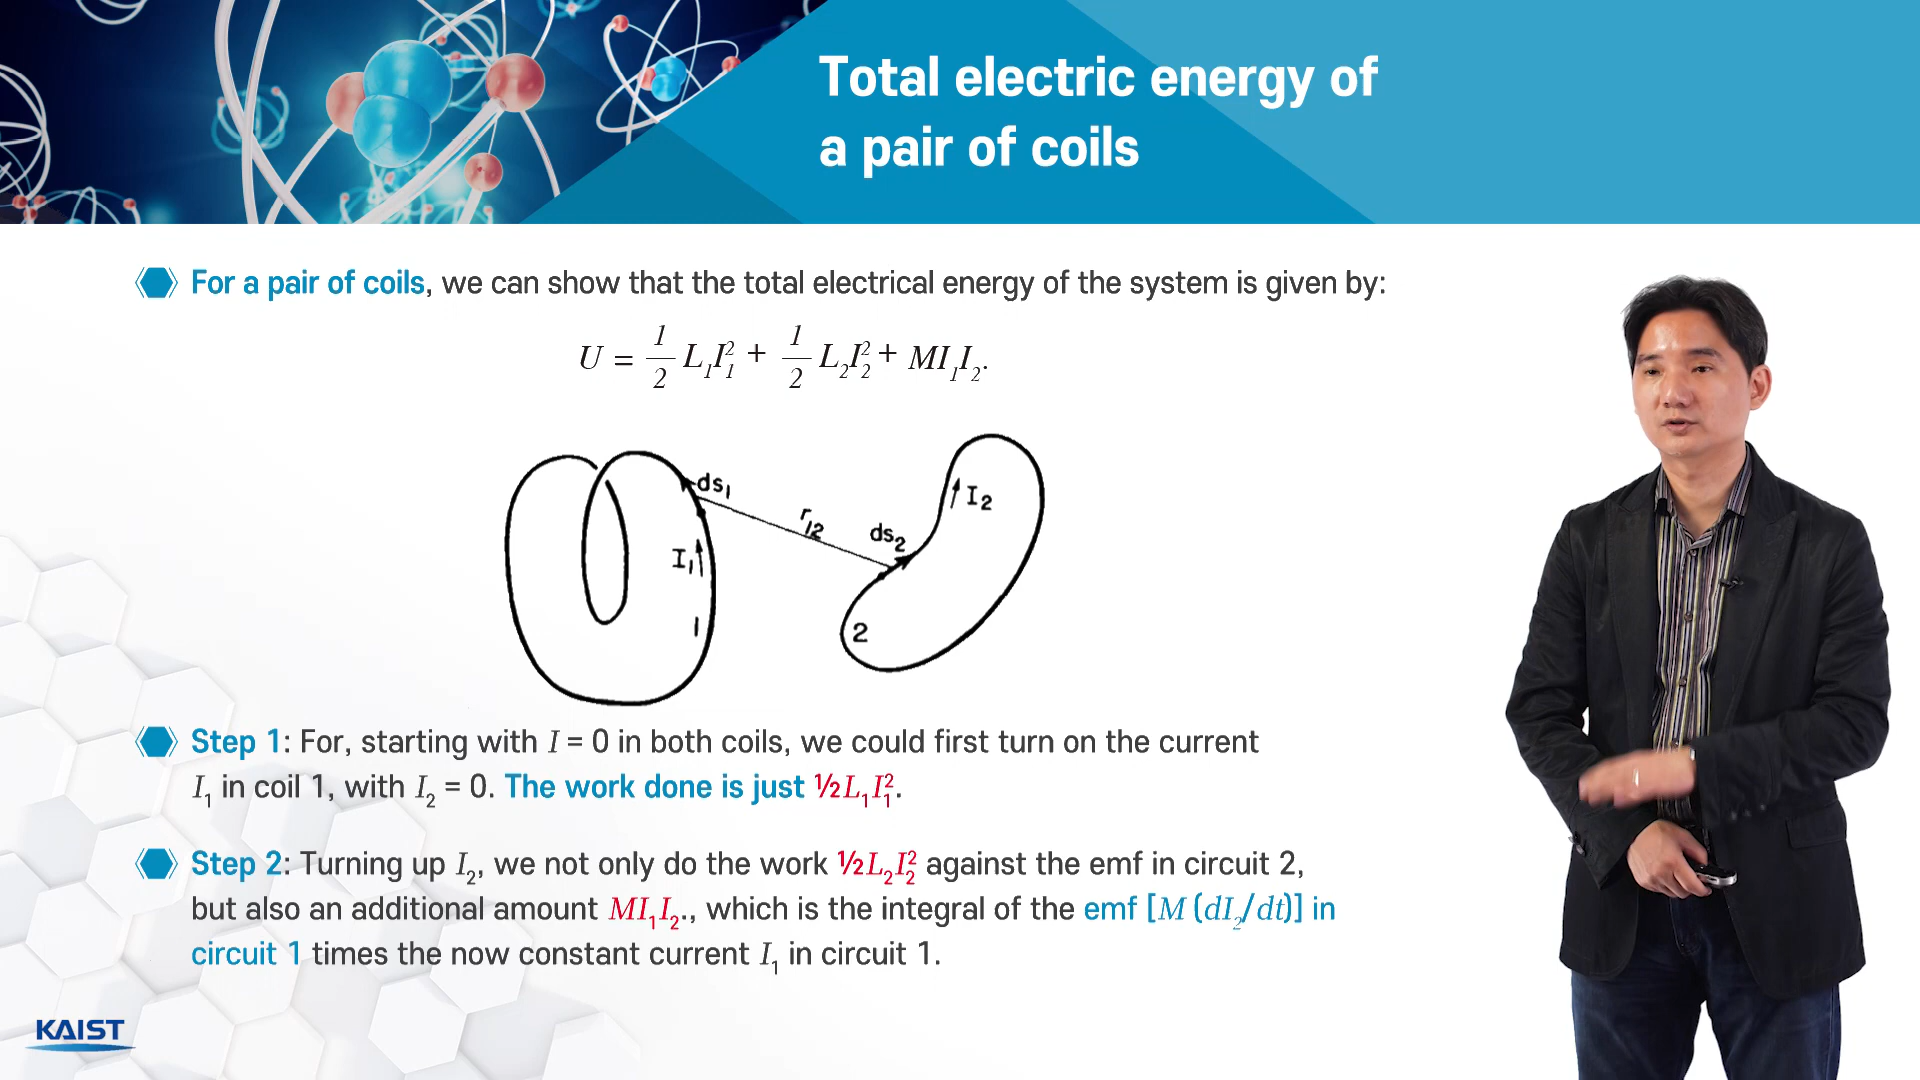 Total electric energy of
a pair of coils
For a pair of coils, we can show that the total electrical energy of the system is given by:
U = 1/2 L₁I₁² + 1/2 L₂I₂² + MI₁I₂.
ds₁
r₁₂
ds₂
I₂
I₁
1
2
Step 1: For, starting with I = 0 in both coils, we could first turn on the current
I₁ in coil 1, with I₂ = 0. The work done is just ½L₁I₁².
Step 2: Turning up I₂, we not only do the work ½L₂I₂² against the emf in circuit 2,
but also an additional amount MI₁I₂., which is the integral of the emf [M (dI₂/dt)] in
circuit 1 times the now constant current I₁ in circuit 1.
KAIST